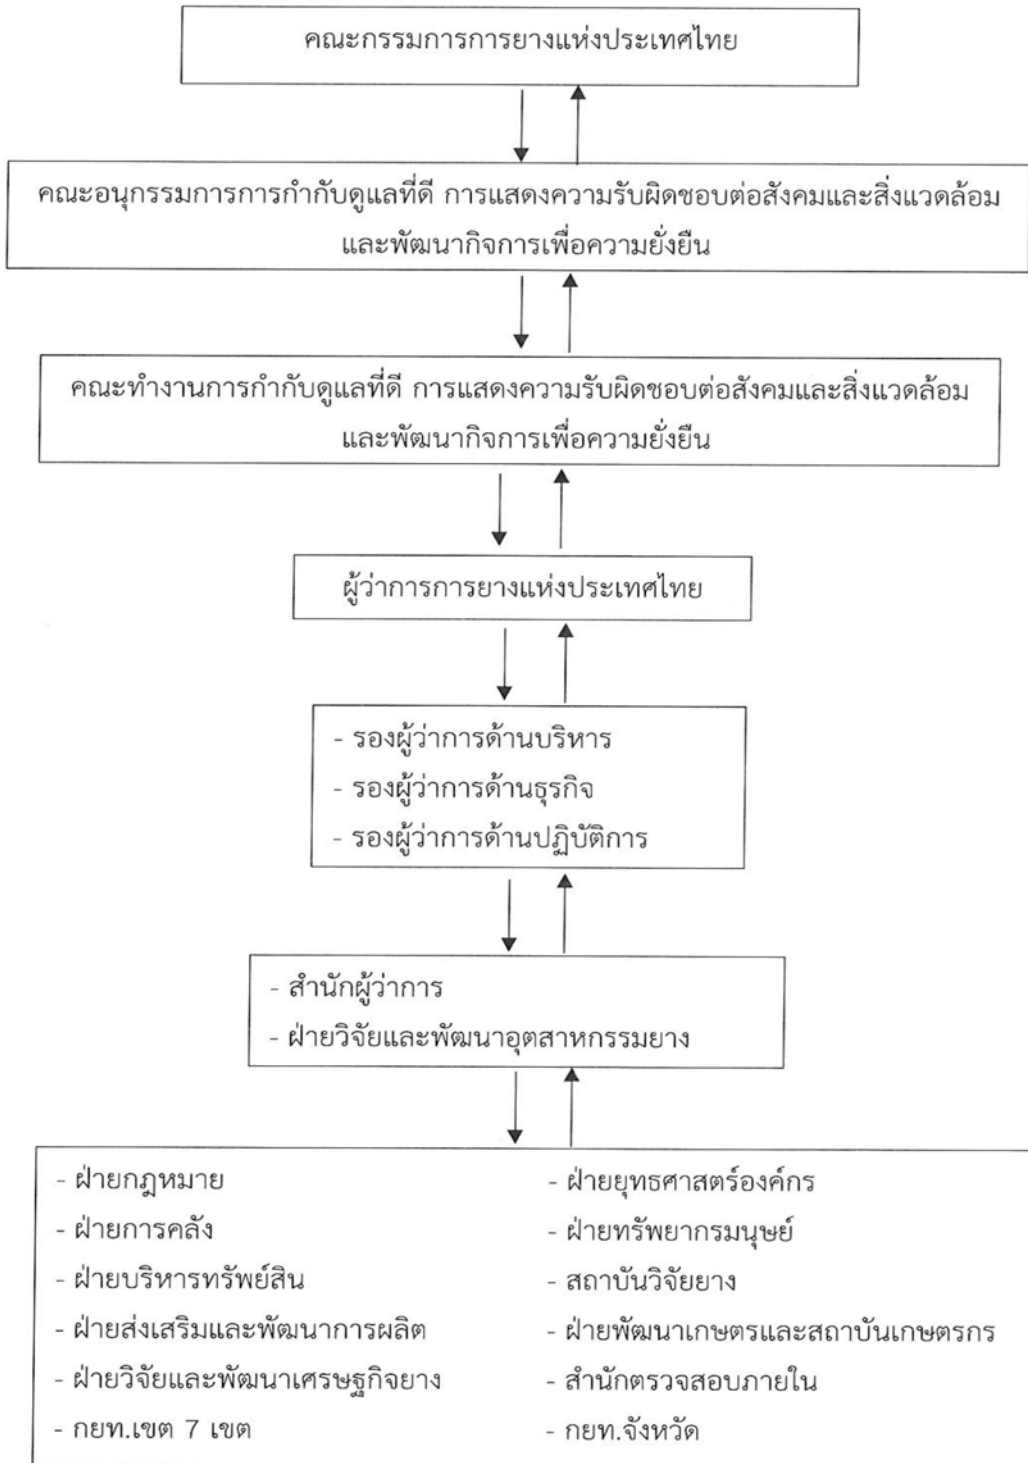 คณะกรรมการการยางแห่งประเทศไทย
คณะอนุกรรมการการกำกับดูแลที่ดี การแสดงความรับผิดชอบต่อสังคมและสิ่งแวดล้อม
และพัฒนากิจการเพื่อความยั่งยืน
คณะทำงานการกำกับดูแลที่ดี การแสดงความรับผิดชอบต่อสังคมและสิ่งแวดล้อม
และพัฒนากิจการเพื่อความยั่งยืน
ผู้ว่าการการยางแห่งประเทศไทย
- รองผู้ว่าการด้านบริหาร
- รองผู้ว่าการด้านธุรกิจ
- รองผู้ว่าการด้านปฏิบัติการ
- สำนักผู้ว่าการ
- ฝ่ายวิจัยและพัฒนาอุตสาหกรรมยาง
- ฝ่ายกฎหมาย
- ฝ่ายการคลัง
- ฝ่ายบริหารทรัพย์สิน
- ฝ่ายส่งเสริมและพัฒนาการผลิต
- ฝ่ายวิจัยและพัฒนาเศรษฐกิจยาง
- กยท.เขต 7 เขต
- ฝ่ายยุทธศาสตร์องค์กร
- ฝ่ายทรัพยากรมนุษย์
- สถาบันวิจัยยาง
- ฝ่ายพัฒนาเกษตรและสถาบันเกษตรกร
- สำนักตรวจสอบภายใน
- กยท.จังหวัด